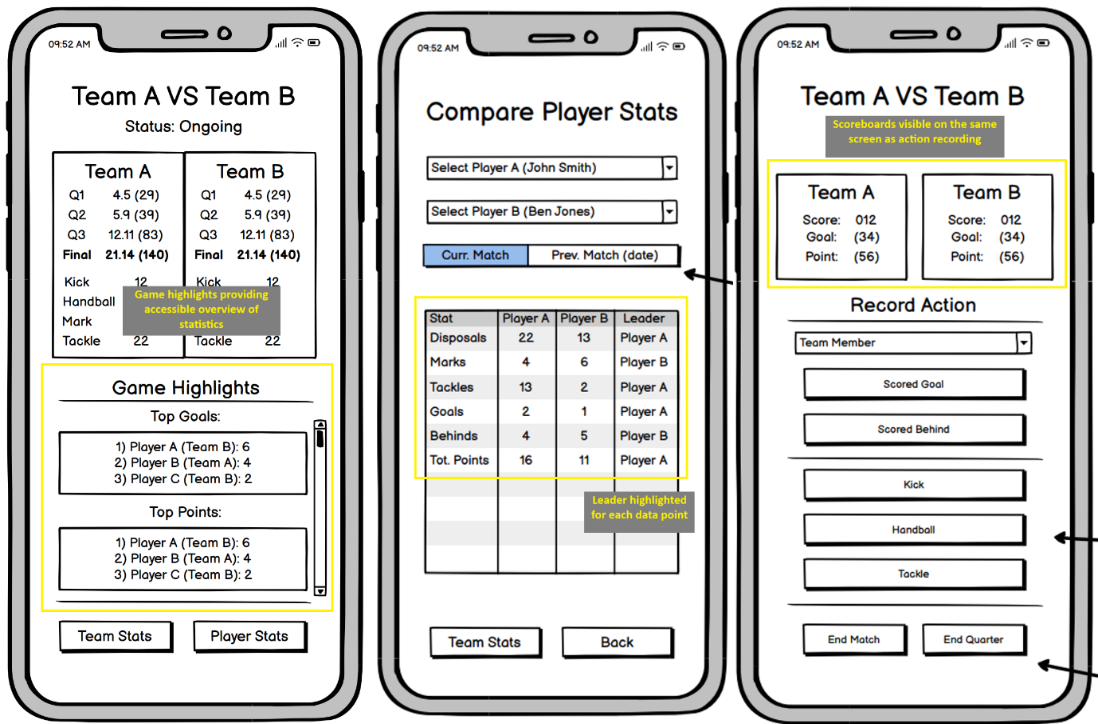 09:52 AM
Team A VS Team B
Status: Ongoing
Team A
Q1 4.5 (29)
Q2 5.9 (39)
Q3 12.11 (83)
Final 21.14 (140)
Kick 12
Handball
Mark
Tackle 22
Team B
Q1 4.5 (29)
Q2 5.9 (39)
Q3 12.11 (83)
Final 21.14 (140)
Kick 12
Tackle 22
Game highlights providing
accessible overview of
statistics
Game Highlights
Top Goals:
1) Player A (Team B): 6
2) Player B (Team A): 4
3) Player C (Team B): 2
Top Points:
1) Player A (Team B): 6
2) Player B (Team A): 4
3) Player C (Team B): 2
Team Stats Player Stats
09:52 AM
Compare Player Stats
Select Player A (John Smith)
Select Player B (Ben Jones)
Curr. Match Prev. Match (date)
Stat Player A Player B Leader
Disposals 22 13 Player A
Marks 4 6 Player B
Tackles 13 2 Player A
Goals 2 1 Player A
Behinds 4 5 Player B
Tot. Points 16 11 Player A
Leader highlighted
for each data point
Team Stats Back
09:52 AM
Team A VS Team B
Scoreboards visible on the same
screen as action recording
Team A
Score: 012
Goal: (34)
Point: (56)
Team B
Score: 012
Goal: (34)
Point: (56)
Record Action
Team Member
Scored Goal
Scored Behind
Kick
Handball
Tackle
End Match End Quarter